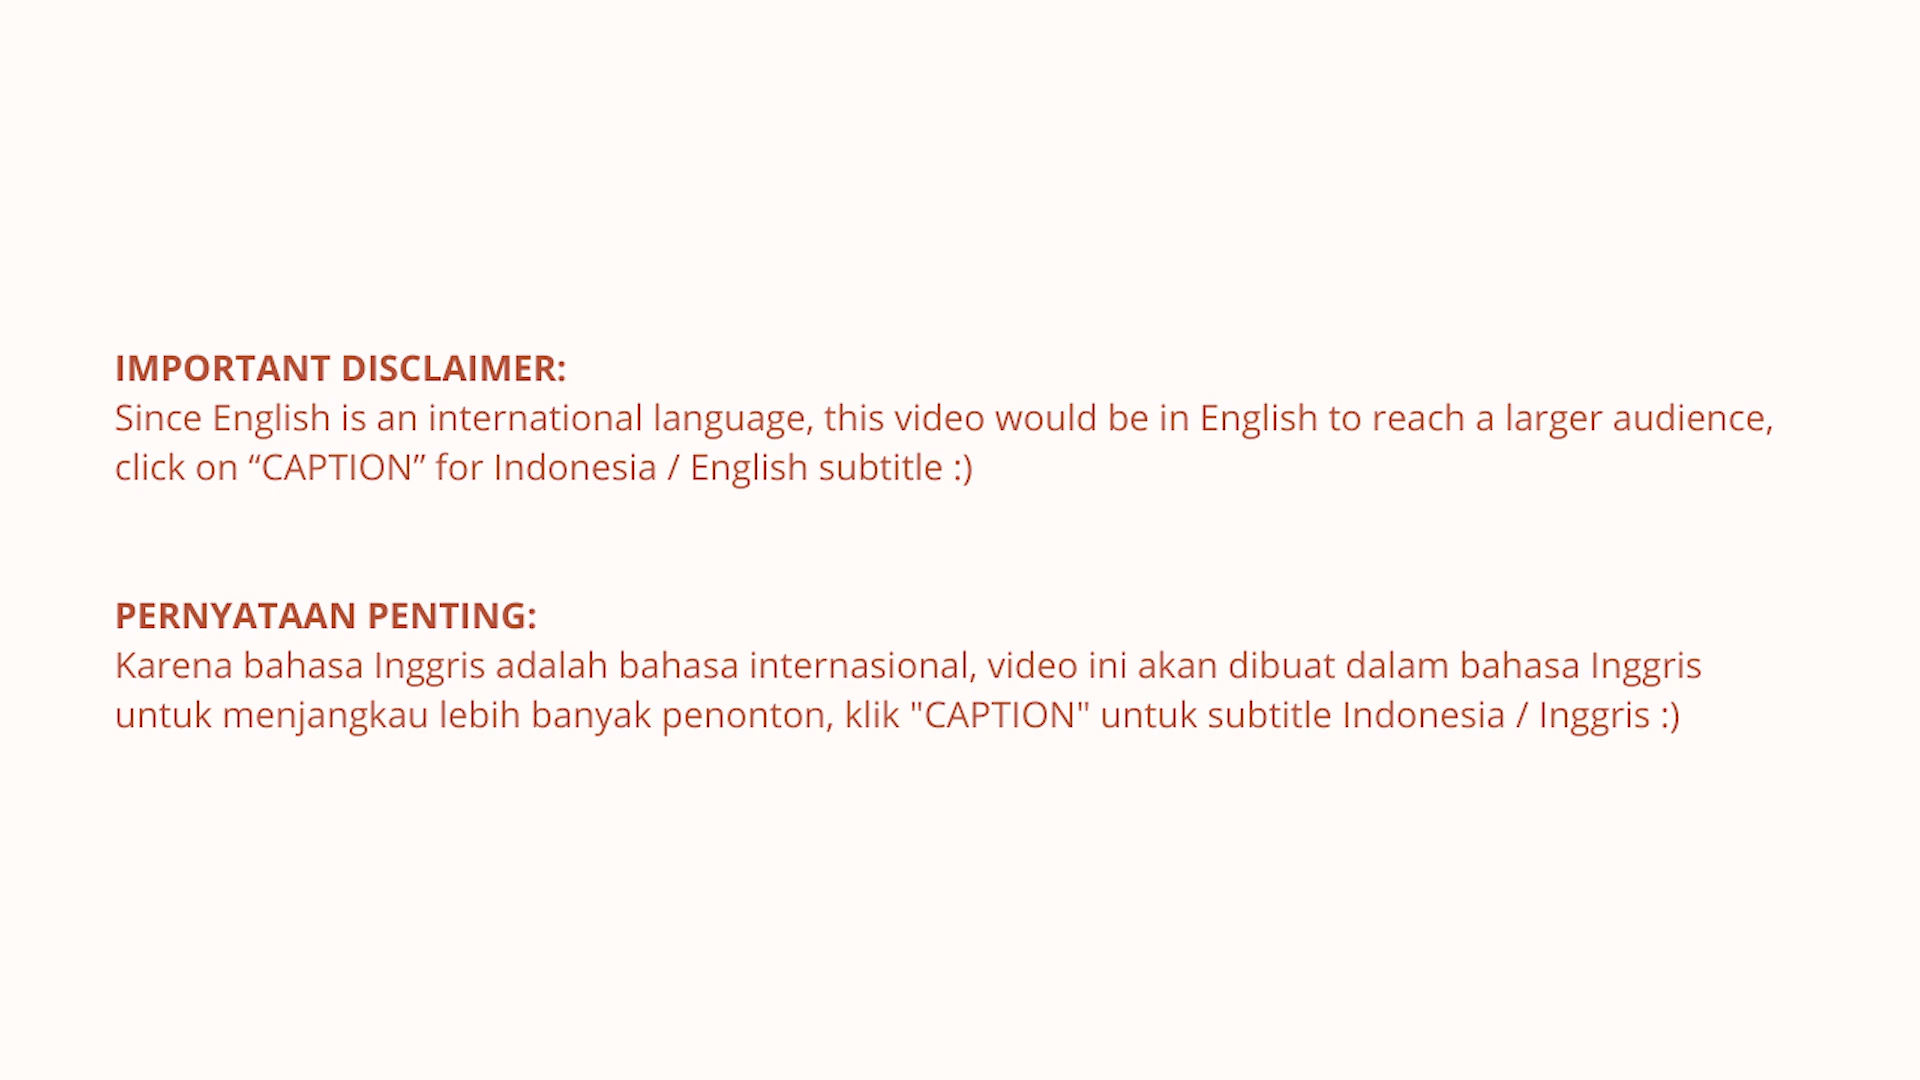 IMPORTANT DISCLAIMER:
Since English is an international language, this video would be in English to reach a larger audience,
click on “CAPTION” for Indonesia / English subtitle :)
PERNYATAAN PENTING:
Karena bahasa Inggris adalah bahasa internasional, video ini akan dibuat dalam bahasa Inggris
untuk menjangkau lebih banyak penonton, klik "CAPTION" untuk subtitle Indonesia / Inggris :)